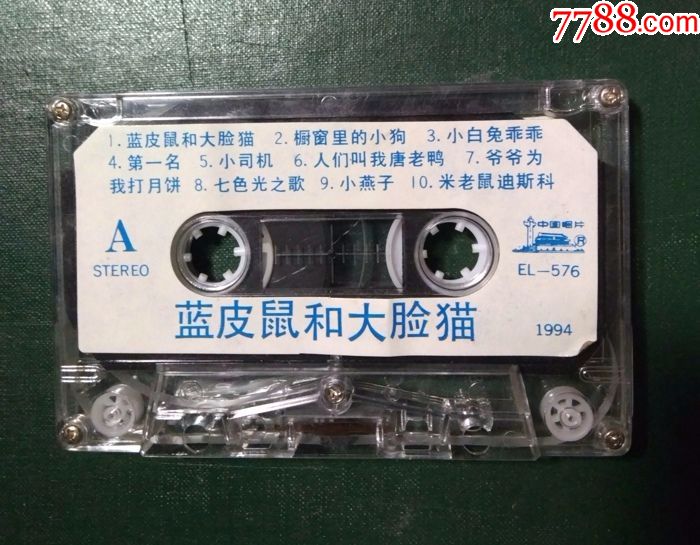 7788.com
1. 蓝皮鼠和大脸猫 2. 橱窗里的小狗 3. 小白兔乖乖
4. 第一名 5. 小司机 6. 人们叫我唐老鸭 7. 爷爷为
我打月饼 8. 七色光之歌 9. 小燕子 10. 米老鼠迪斯科
A
STEREO
中国唱片
R
EL—576
蓝皮鼠和大脸猫
1994